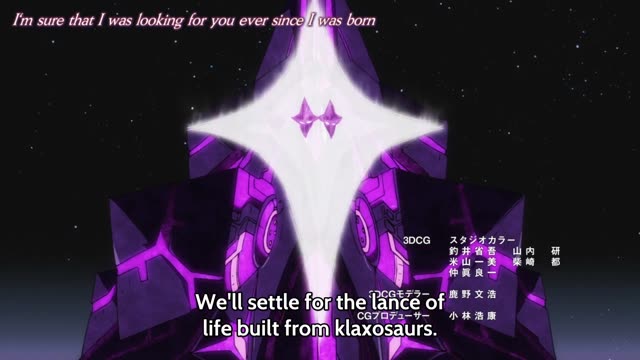 I'm sure that I was looking for you ever since I was born
3DCG スタジオカラー
釣井省吾 山内 研
米山一美 柴崎 都
仲眞良一
3DCGモデラー 鹿野文浩
We'll settle for the lance of
CGプロデューサー 小林浩康
life built from klaxosaurs.